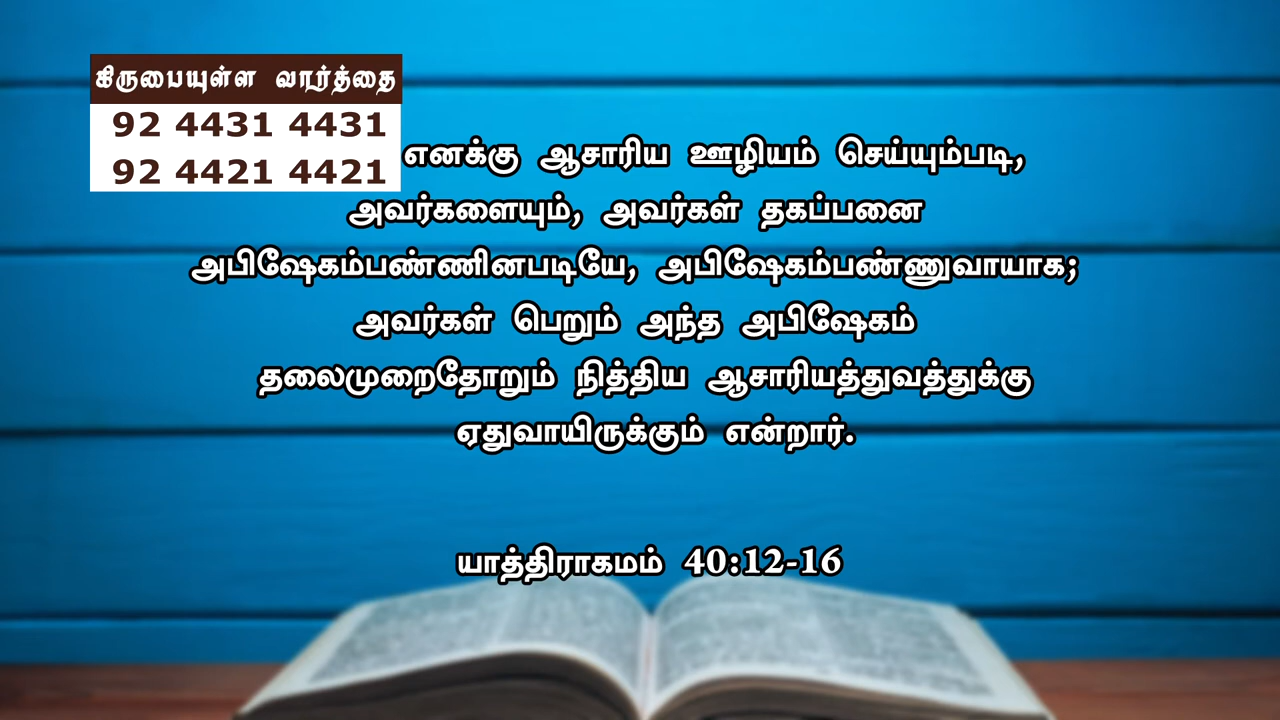 கிருபையுள்ள வார்த்தை
92 4431 4431
92 4421 4421
எனக்கு ஆசாரிய ஊழியம் செய்யும்படி,
அவர்களையும், அவர்கள் தகப்பனை
அபிஷேகம்பண்ணினபடியே, அபிஷேகம்பண்ணுவாயாக;
அவர்கள் பெறும் அந்த அபிஷேகம்
தலைமுறைதோறும் நித்திய ஆசாரியத்துவத்துக்கு
ஏதுவாயிருக்கும் என்றார்.
யாத்திராகமம் 40:12-16